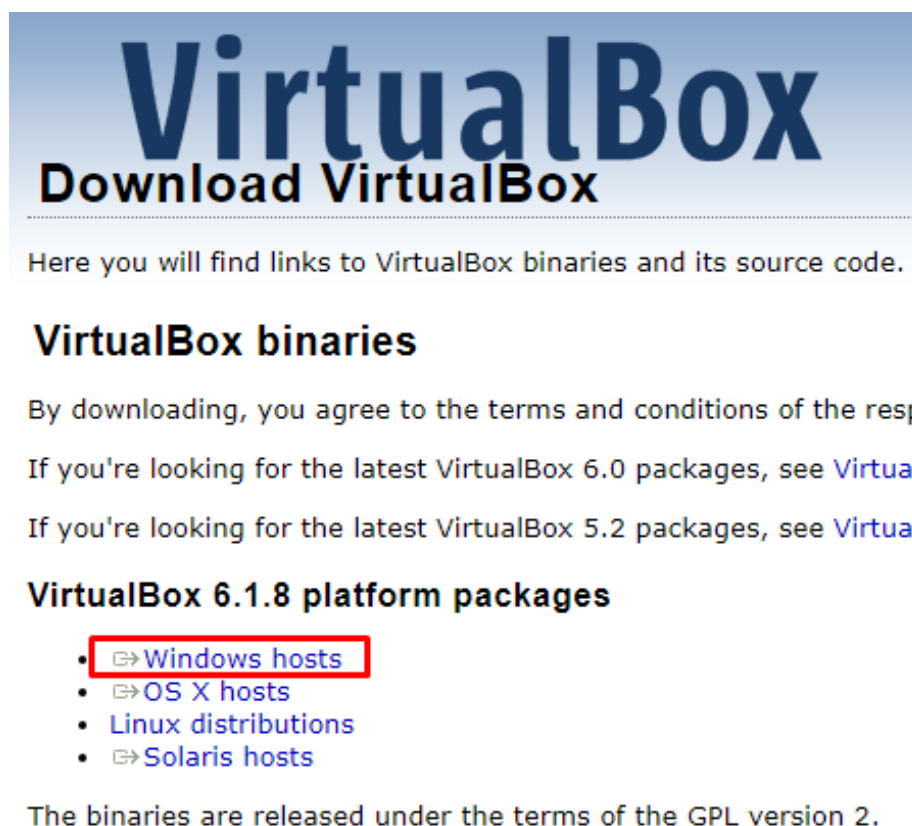 VirtualBox
Download VirtualBox
Here you will find links to VirtualBox binaries and its source code.
VirtualBox binaries
By downloading, you agree to the terms and conditions of the
If you're looking for the latest VirtualBox 6.0 packages, see
If you're looking for the latest VirtualBox 5.2 packages, see
VirtualBox 6.1.8 platform packages
Windows hosts
OS X hosts
Linux distributions
Solaris hosts
The binaries are released under the terms of the GPL version 2.